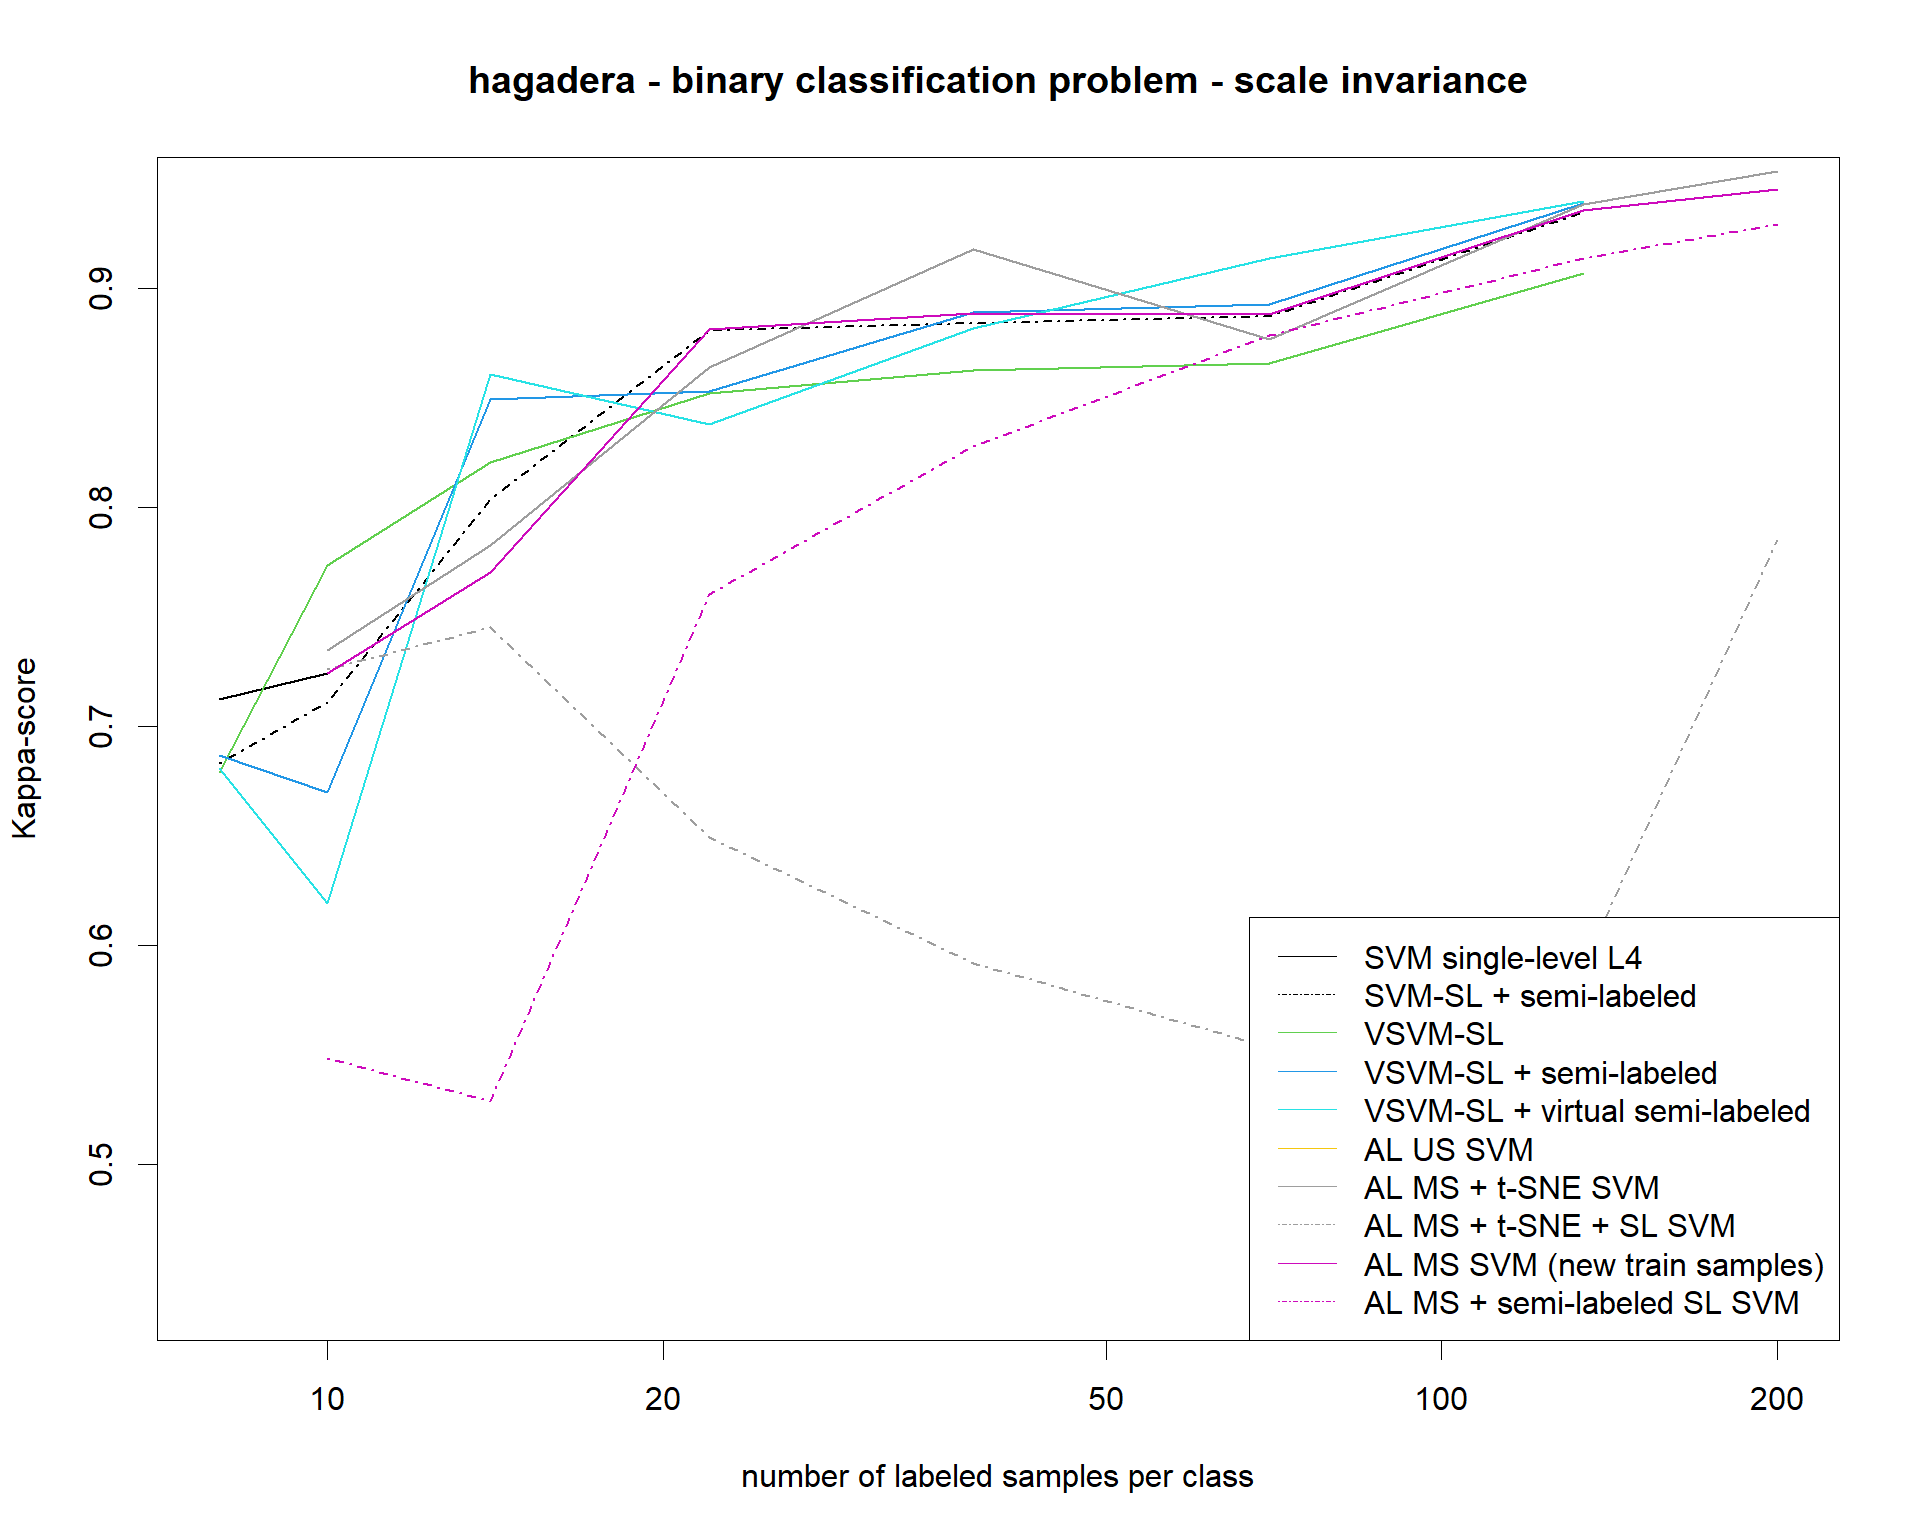 hagadera - binary classification problem - scale invariance
Kappa-score
0.9
0.8
0.7
0.6
0.5
SVM single-level L4
SVM-SL + semi-labeled
VSVM-SL
VSVM-SL + semi-labeled
VSVM-SL + virtual semi-labeled
AL US SVM
AL MS + t-SNE SVM
AL MS + t-SNE + SL SVM
AL MS SVM (new train samples)
AL MS + semi-labeled SL SVM
10 20 50 100 200
number of labeled samples per class